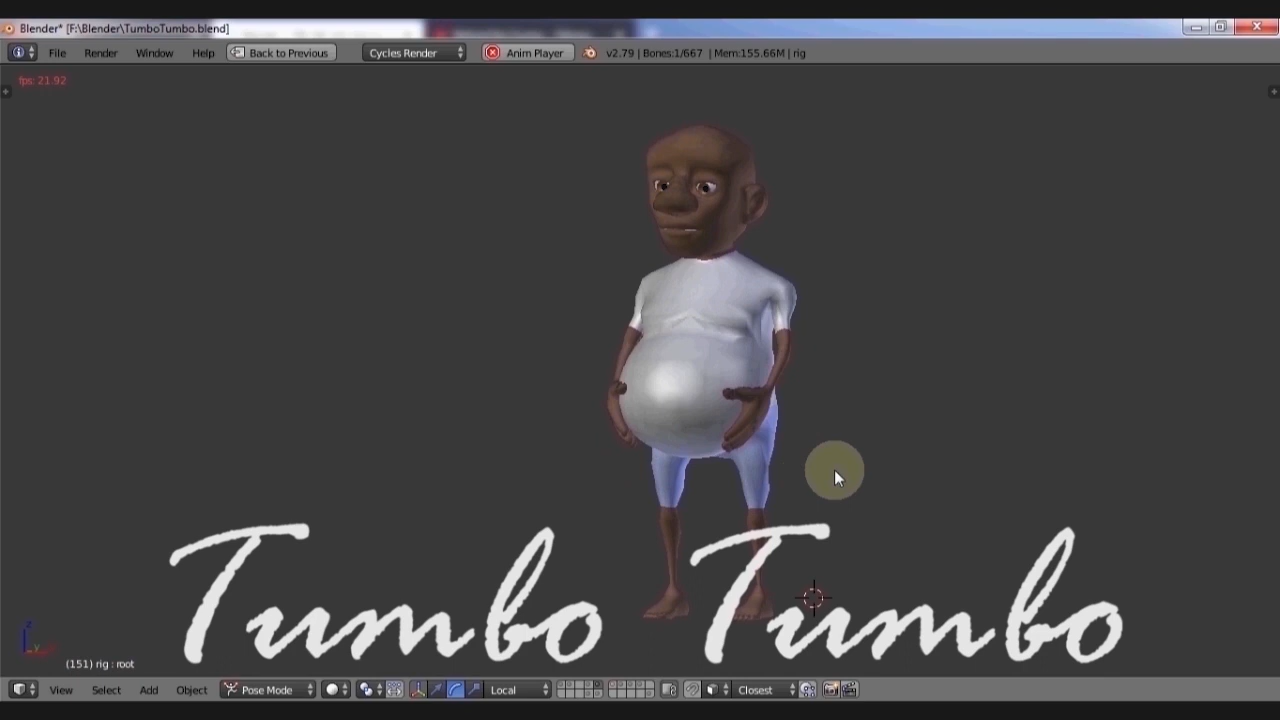 Blender* [F:\Blender\TumboTumbo.blend]
File Render Window Help Back to Previous Cycles Render Anim Player v2.79 | Bones:1/667 | Mem:155.66M | rig
fps: 21.92
Tumbo Tumbo
z
y
(151) rig : root
View Select Add Object Pose Mode Local Closest